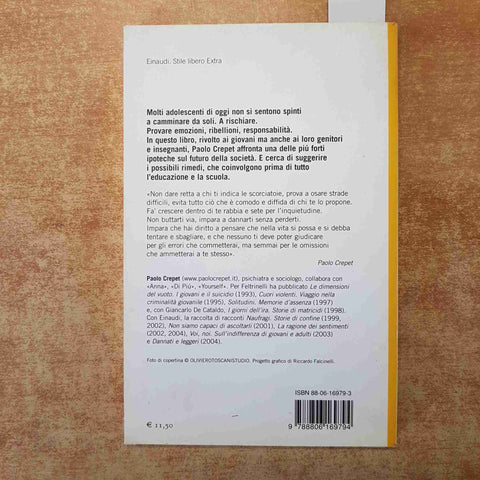 Einaudi. Stile libero Extra
Molti adolescenti di oggi non si sentono spinti
a camminare da soli. A rischiare.
Provare emozioni, ribellioni, responsabilità.
In questo libro, rivolto ai giovani ma anche ai loro genitori
e insegnanti, Paolo Crepet affronta una delle piú forti
ipoteche sul futuro della società. E cerca di suggerire
i possibili rimedi, che coinvolgono prima di tutto
l'educazione e la scuola.
«Non dare retta a chi ti indica le scorciatoie, prova a osare strade
difficili, evita tutto ciò che è comodo e diffida di chi te lo propone.
Fa' crescere dentro di te rabbia e sete per l'inquietudine.
Non buttarti via, impara a danzarti senza perderti.
Impara che hai diritto a pensare che nella vita si possa e si debba
tentare e sbagliare, e che nessuno ti deve poter giudicare
per gli errori che commetterai, ma semmai per le omissioni
che ammetterai a te stesso».
Paolo Crepet
Paolo Crepet (www.paolocrepet.it), psichiatra e sociologo, collabora con
«Anna», «Di Piú», «Yourself». Per Feltrinelli ha pubblicato Le dimensioni
del vuoto. I giovani e il suicidio (1993), Cuori violenti. Viaggio nella
criminalità giovanile (1995), Solitudini. Memorie d'assenza (1997)
e, con Giancarlo De Cataldo, I giorni dell'ira. Storie di matricidi (1998).
Con Einaudi, la raccolta di racconti Naufragi. Storie di confine (1999,
2002), Non siamo capaci di ascoltarli (2001), La ragione dei sentimenti
(2002, 2004), Voi, noi. Sull'indifferenza di giovani e adulti (2003)
e Dannati e leggeri (2004).
Foto di copertina © OLIVIEROTOSCANISTUDIO. Progetto grafico di Riccardo Falcinelli.
ISBN 88-06-16979-3
€ 11,50
9 788806 169794